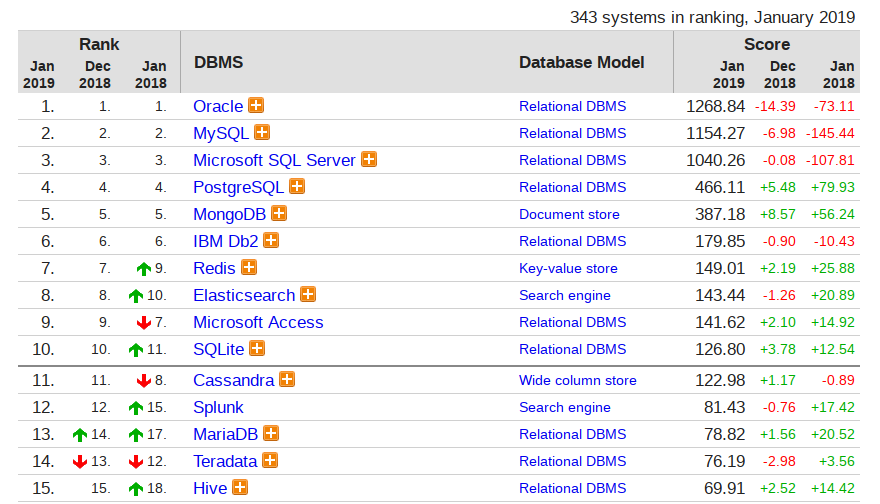 343 systems in ranking, January 2019
Rank DBMS Database Model Score
Jan 2019 Dec 2018 Jan 2018 Jan 2019 Dec 2018 Jan 2018
1. 1. 1. Oracle Relational DBMS 1268.84 -14.39 -73.11
2. 2. 2. MySQL Relational DBMS 1154.27 -6.98 -145.44
3. 3. 3. Microsoft SQL Server Relational DBMS 1040.26 -0.08 -107.81
4. 4. 4. PostgreSQL Relational DBMS 466.11 +5.48 +79.93
5. 5. 5. MongoDB Document store 387.18 +8.57 +56.24
6. 6. 6. IBM Db2 Relational DBMS 179.85 -0.90 -10.43
7. 7. 9. Redis Key-value store 149.01 +2.19 +25.88
8. 8. 10. Elasticsearch Search engine 143.44 -1.26 +20.89
9. 9. 7. Microsoft Access Relational DBMS 141.62 +2.10 +14.92
10. 10. 11. SQLite Relational DBMS 126.80 +3.78 +12.54
11. 11. 8. Cassandra Wide column store 122.98 +1.17 -0.89
12. 12. 15. Splunk Search engine 81.43 -0.76 +17.42
13. 14. 17. MariaDB Relational DBMS 78.82 +1.56 +20.52
14. 13. 12. Teradata Relational DBMS 76.19 -2.98 +3.56
15. 15. 18. Hive Relational DBMS 69.91 +2.52 +14.42